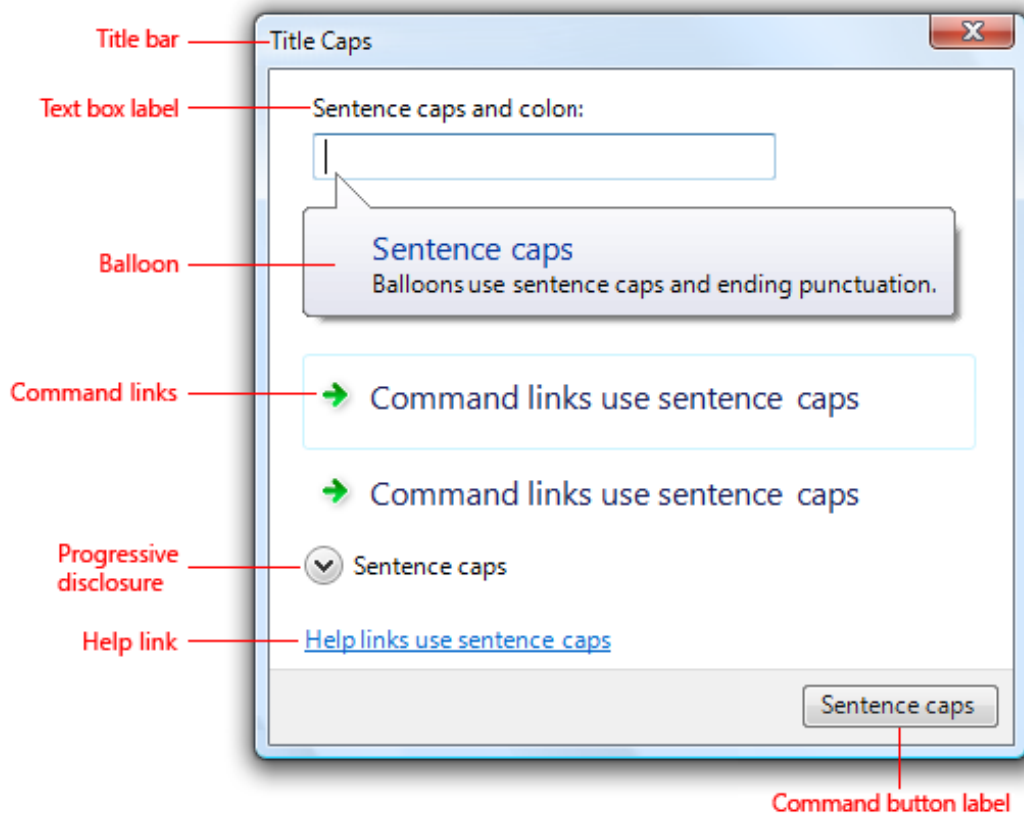 Title bar
Title Caps
Text box label
Sentence caps and colon:
Balloon
Sentence caps
Balloons use sentence caps and ending punctuation.
Command links
Command links use sentence caps
Command links use sentence caps
Progressive
disclosure
Sentence caps
Help link
Help links use sentence caps
Sentence caps
Command button label